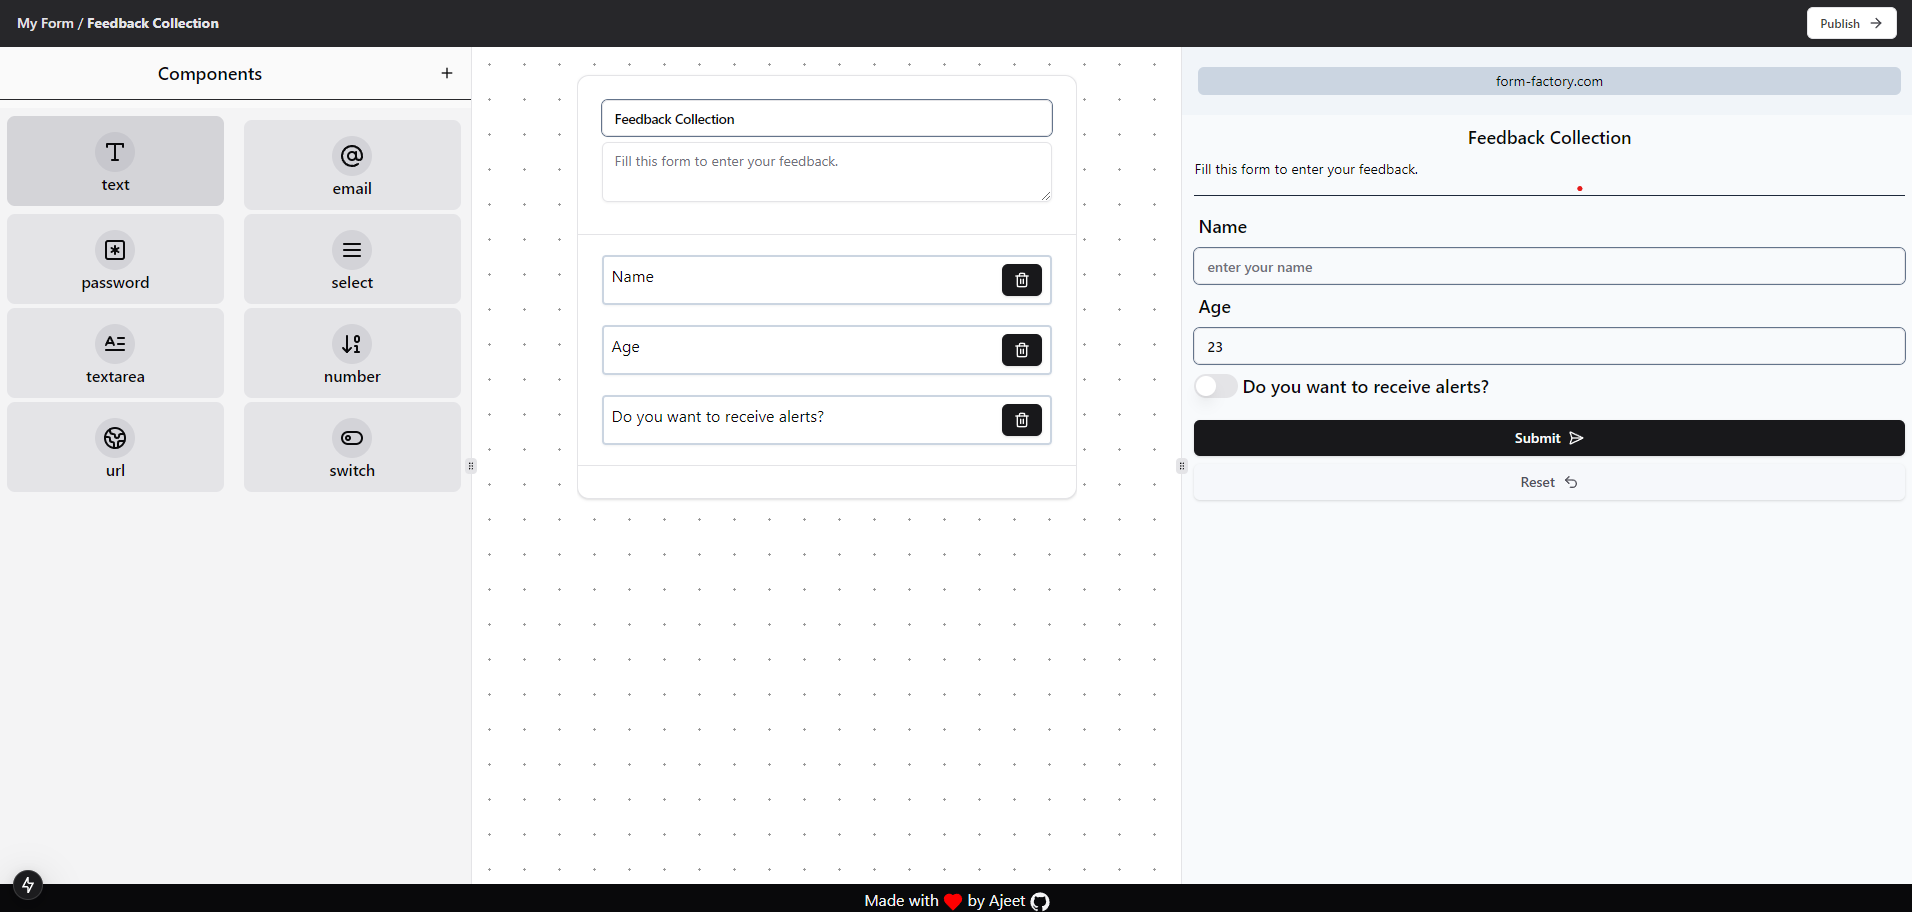 My Form / Feedback Collection
Publish
Components
text
email
password
select
textarea
number
url
switch
Feedback Collection
Fill this form to enter your feedback.
Name
Age
Do you want to receive alerts?
form-factory.com
Feedback Collection
Fill this form to enter your feedback.
Name
enter your name
Age
23
Do you want to receive alerts?
Submit
Reset
Made with by Ajeet